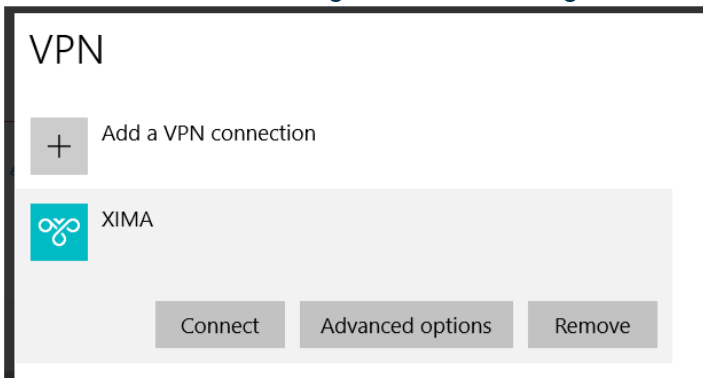 VPN
Add a VPN connection
XIMA
Connect Advanced options Remove